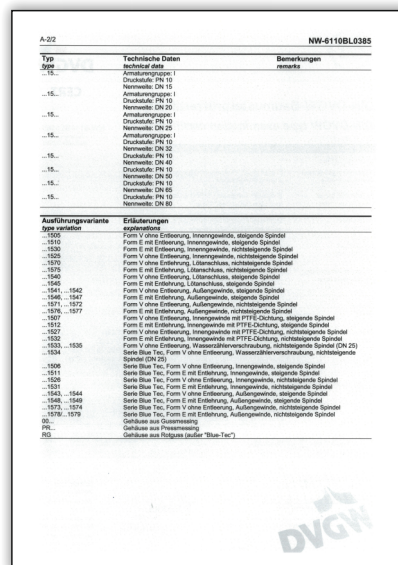 A-2/2
NW-6110BL0385
Typ Technische Daten Bemerkungen
type technical data remarks
...15... Armaturengruppe: I
Druckstufe: PN 10
Nennweite: DN 15
...15... Armaturengruppe: I
Druckstufe: PN 10
Nennweite: DN 20
...15... Armaturengruppe: I
Druckstufe: PN 10
Nennweite: DN 25
...15... Armaturengruppe: I
Druckstufe: PN 10
Nennweite: DN 32
...15... Druckstufe: PN 10
Nennweite: DN 40
...15... Druckstufe: PN 10
Nennweite: DN 50
...15... Druckstufe: PN 10
Nennweite: DN 65
...15... Druckstufe: PN 10
Nennweite: DN 80
Ausführungsvariante Erläuterungen
type variation explanations
...1505 Form V ohne Entleerung, Innengewinde, steigende Spindel
...1510 Form E mit Entleerung, Innengewinde, steigende Spindel
...1530 Form E mit Entleerung, Innengewinde, nichtsteigende Spindel
...1525 Form V ohne Entleerung, Innengewinde, nichtsteigende Spindel
...1570 Form V ohne Entleerung, Lötanschluss, nichtsteigende Spindel
...1575 Form E mit Entleerung, Lötanschluss, nichtsteigende Spindel
...1540 Form V ohne Entleerung, Lötanschluss, steigende Spindel
...1545 Form E mit Entlehrung, Lötanschluss, steigende Spindel
...1541, ...1542 Form V ohne Entleerung, Außengewinde, steigende Spindel
...1546, ...1547 Form E mit Entlehrung, Außengewinde, steigende Spindel
...1571, ...1572 Form V ohne Entleerung, Außengewinde, nichtsteigende Spindel
...1576, ...1577 Form E mit Entlehrung, Außengewinde, nichtsteigende Spindel
...1507 Form V ohne Entleerung, Innengewinde mit PTFE-Dichtung, steigende Spindel
...1512 Form E mit Entlehrung, Innengewinde mit PTFE-Dichtung, steigende Spindel
...1527 Form V ohne Entleerung, Innengewinde mit PTFE-Dichtung, nichtsteigende Spindel
...1532 Form E mit Entlehrung, Innengewinde mit PTFE-Dichtung, nichtsteigende Spindel
...1533, ...1535 Form V ohne Entleerung, Wasserzählerverschraubung, nichtsteigende Spindel (DN 25)
...1534 Serie Blue Tec, Form V ohne Entleerung, Wasserzählerverschraubung, nichtsteigende
Spindel (DN 25)
...1506 Serie Blue Tec, Form V ohne Entleerung, Innengewinde, steigende Spindel
...1511 Serie Blue Tec, Form E mit Entlehrung, Innengewinde, steigende Spindel
...1526 Serie Blue Tec, Form V ohne Entleerung, Innengewinde, nichtsteigende Spindel
...1531 Serie Blue Tec, Form E mit Entlehrung, Innengewinde, nichtsteigende Spindel
...1543, ...1544 Serie Blue Tec, Form V ohne Entleerung, Außengewinde, steigende Spindel
...1548, ...1549 Serie Blue Tec, Form E mit Entlehrung, Außengewinde, steigende Spindel
...1573, ...1574 Serie Blue Tec, Form V ohne Entleerung, Außengewinde, nichtsteigende Spindel
...1578/...1579 Serie Blue Tec, Form E mit Entlehrung, Außengewinde, nichtsteigende Spindel
00... Gehäuse aus Gussmessing
PR... Gehäuse aus Pressmessing
RG Gehäuse aus Rotguss (außer "Blue-Tec")
DVGW